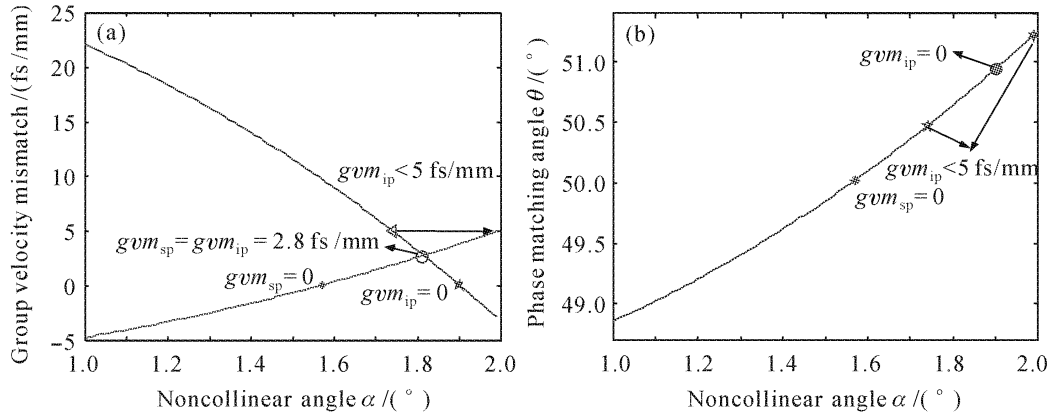 (a)
Group velocity mismatch /(fs /mm)
25
20
15
10
5
0
−5
gvm_ip<5 fs/mm
gvm_sp=gvm_ip=2.8 fs /mm
gvm_sp=0
gvm_ip=0
1.0 1.2 1.4 1.6 1.8 2.0
Noncollinear angle α /(°)
(b)
Phase matching angle θ /(°)
51.0
50.5
50.0
49.5
49.0
gvm_ip=0
gvm_ip<5 fs/mm
gvm_sp=0
1.0 1.2 1.4 1.6 1.8 2.0
Noncollinear angle α /(°)